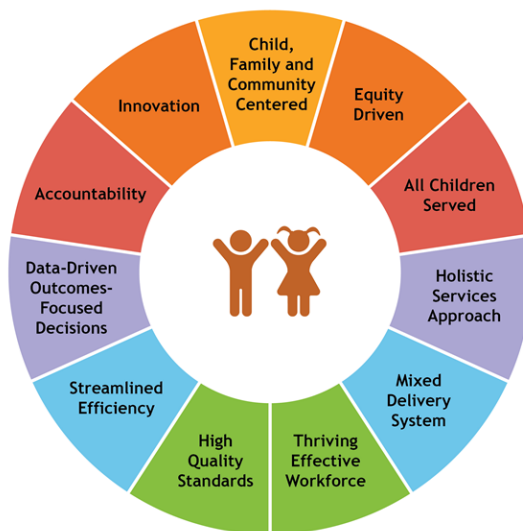 Child,
Family and
Community
Centered
Equity
Driven
All Children
Served
Holistic
Services
Approach
Mixed
Delivery
System
Thriving
Effective
Workforce
High
Quality
Standards
Streamlined
Efficiency
Data-Driven
Outcomes-
Focused
Decisions
Accountability
Innovation